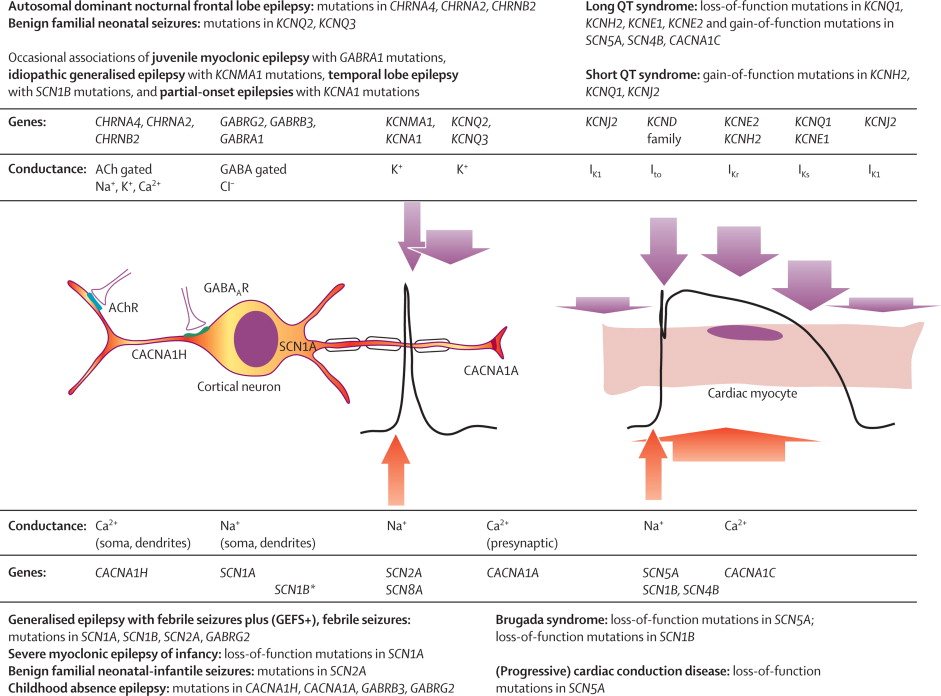 Autosomal dominant nocturnal frontal lobe epilepsy: mutations in CHRNA4, CHRNA2, CHRNB2
Benign familial neonatal seizures: mutations in KCNQ2, KCNQ3
Occasional associations of juvenile myoclonic epilepsy with GABRA1 mutations,
idiopathic generalised epilepsy with KCNMA1 mutations, temporal lobe epilepsy
with SCN1B mutations, and partial-onset epilepsies with KCNA1 mutations
Long QT syndrome: loss-of-function mutations in KCNQ1,
KCNH2, KCNE1, KCNE2 and gain-of-function mutations in
SCN5A, SCN4B, CACNA1C
Short QT syndrome: gain-of-function mutations in KCNH2,
KCNQ1, KCNJ2
Genes: CHRNA4, CHRNA2, GABRG2, GABRB3, KCNMA1, KCNQ2, KCNJ2 KCND KCNE2 KCNQ1 KCNJ2
CHRNB2 GABRA1 KCNA1 KCNQ3 family KCNH2 KCNE1
Conductance: ACh gated GABA gated K⁺ K⁺ I_K1 I_to I_Kr I_Ks I_K1
Na⁺, K⁺, Ca²⁺ Cl⁻
GABA_AR
AChR
SCN1A
CACNA1H
CACNA1A
Cortical neuron
Cardiac myocyte
Conductance: Ca²⁺ Na⁺ Na⁺ Ca²⁺ Na⁺ Ca²⁺
(soma, dendrites) (soma, dendrites) (presynaptic)
Genes: CACNA1H SCN1A SCN2A CACNA1A SCN5A CACNA1C
SCN1B* SCN8A SCN1B, SCN4B
Generalised epilepsy with febrile seizures plus (GEFS+), febrile seizures:
mutations in SCN1A, SCN1B, SCN2A, GABRG2
Severe myoclonic epilepsy of infancy: loss-of-function mutations in SCN1A
Benign familial neonatal-infantile seizures: mutations in SCN2A
Childhood absence epilepsy: mutations in CACNA1H, CACNA1A, GABRB3, GABRG2
Brugada syndrome: loss-of-function mutations in SCN5A;
loss-of-function mutations in SCN1B
(Progressive) cardiac conduction disease: loss-of-function
mutations in SCN5A